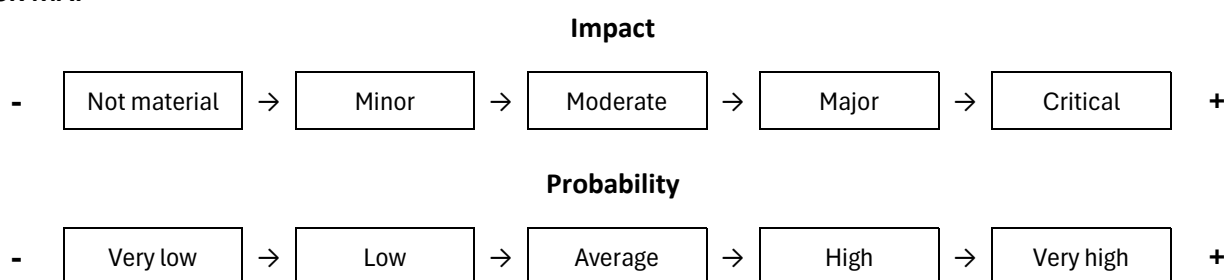 Impact
- Not material → Minor → Moderate → Major → Critical +
Probability
- Very low → Low → Average → High → Very high +